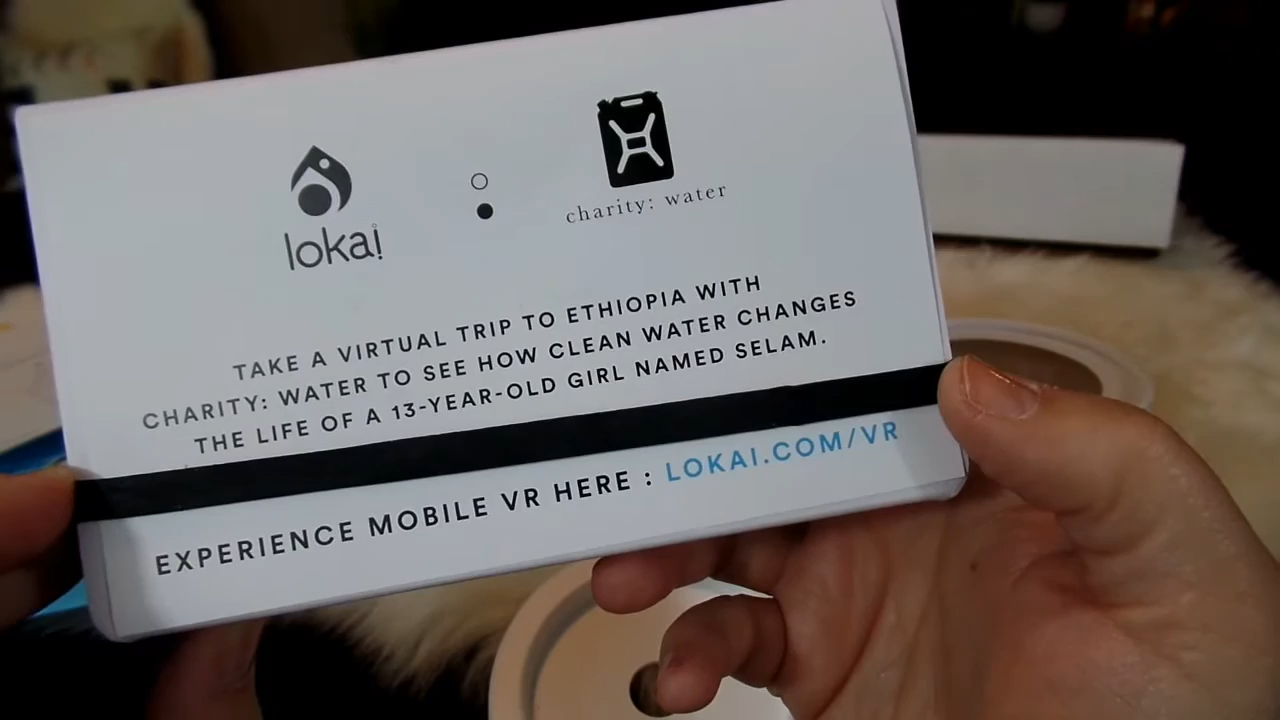 lokai
charity: water
TAKE A VIRTUAL TRIP TO ETHIOPIA WITH
CHARITY: WATER TO SEE HOW CLEAN WATER CHANGES
THE LIFE OF A 13-YEAR-OLD GIRL NAMED SELAM.
EXPERIENCE MOBILE VR HERE : LOKAI.COM/VR